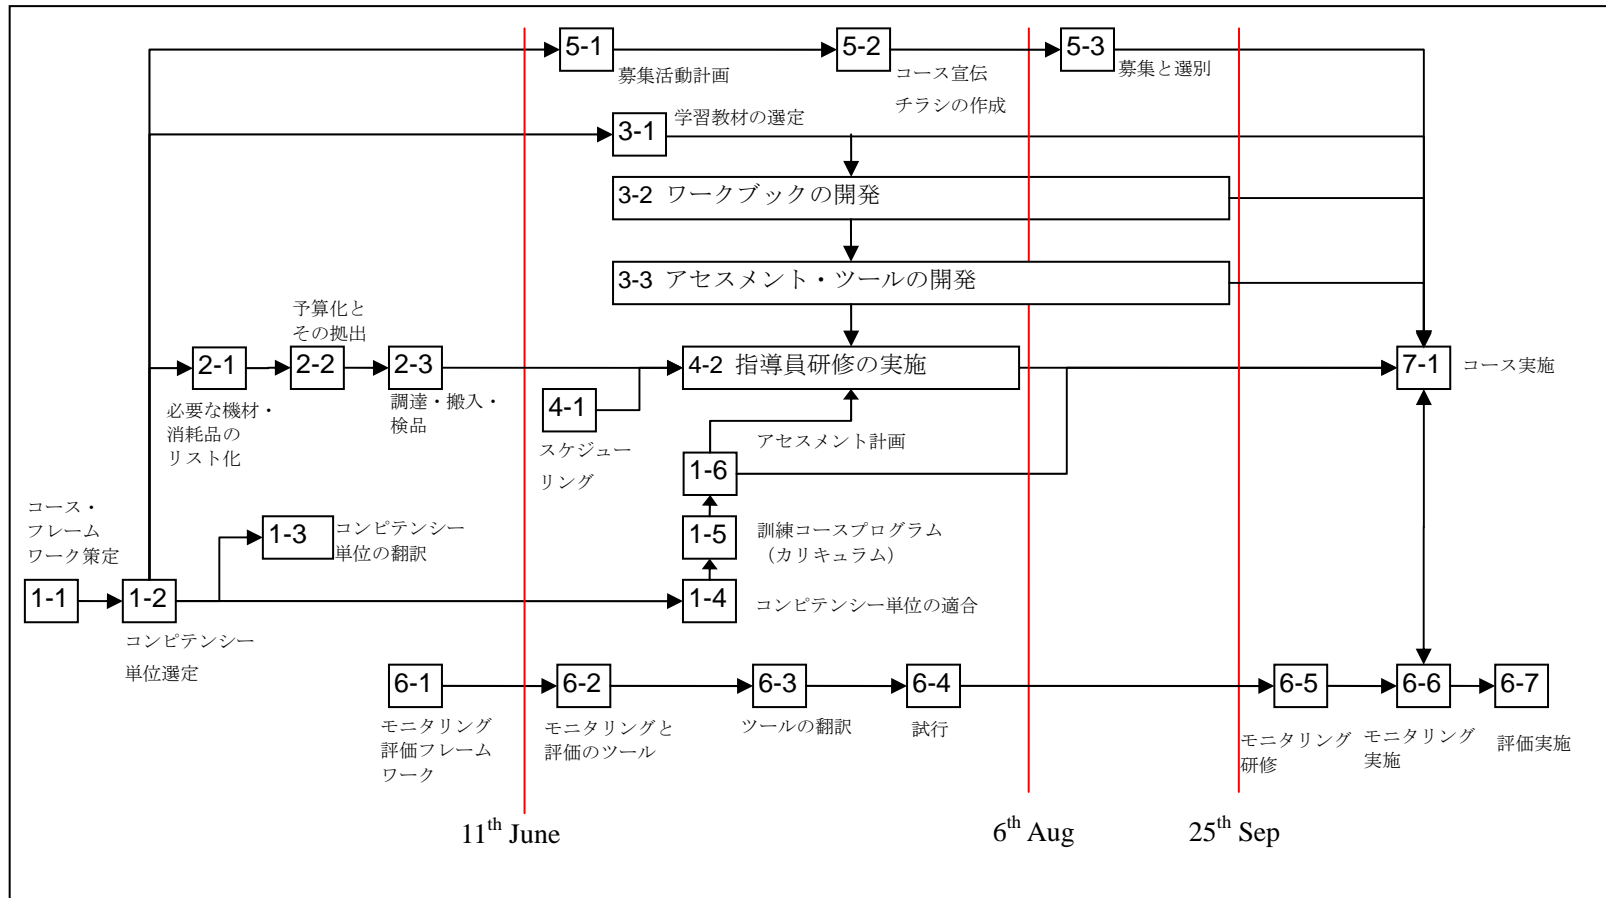 5-1
募集活動計画
5-2
コース宣伝
チラシの作成
5-3
募集と選別
3-1
学習教材の選定
3-2 ワークブックの開発
3-3 アセスメント・ツールの開発
予算化と
その拠出
2-1
必要な機材・
消耗品の
リスト化
2-2
2-3
調達・搬入・
検品
4-1
スケジュー
リング
4-2 指導員研修の実施
7-1
コース実施
アセスメント計画
1-6
1-5
訓練コースプログラム
（カリキュラム）
コース・
フレーム
ワーク策定
1-3
コンピテンシー
単位の翻訳
1-1
1-2
コンピテンシー
単位選定
1-4
コンピテンシー単位の適合
6-1
モニタリング
評価フレーム
ワーク
6-2
モニタリングと
評価のツール
6-3
ツールの翻訳
6-4
試行
6-5
モニタリング
研修
6-6
モニタリング
実施
6-7
評価実施
11th June
6th Aug
25th Sep